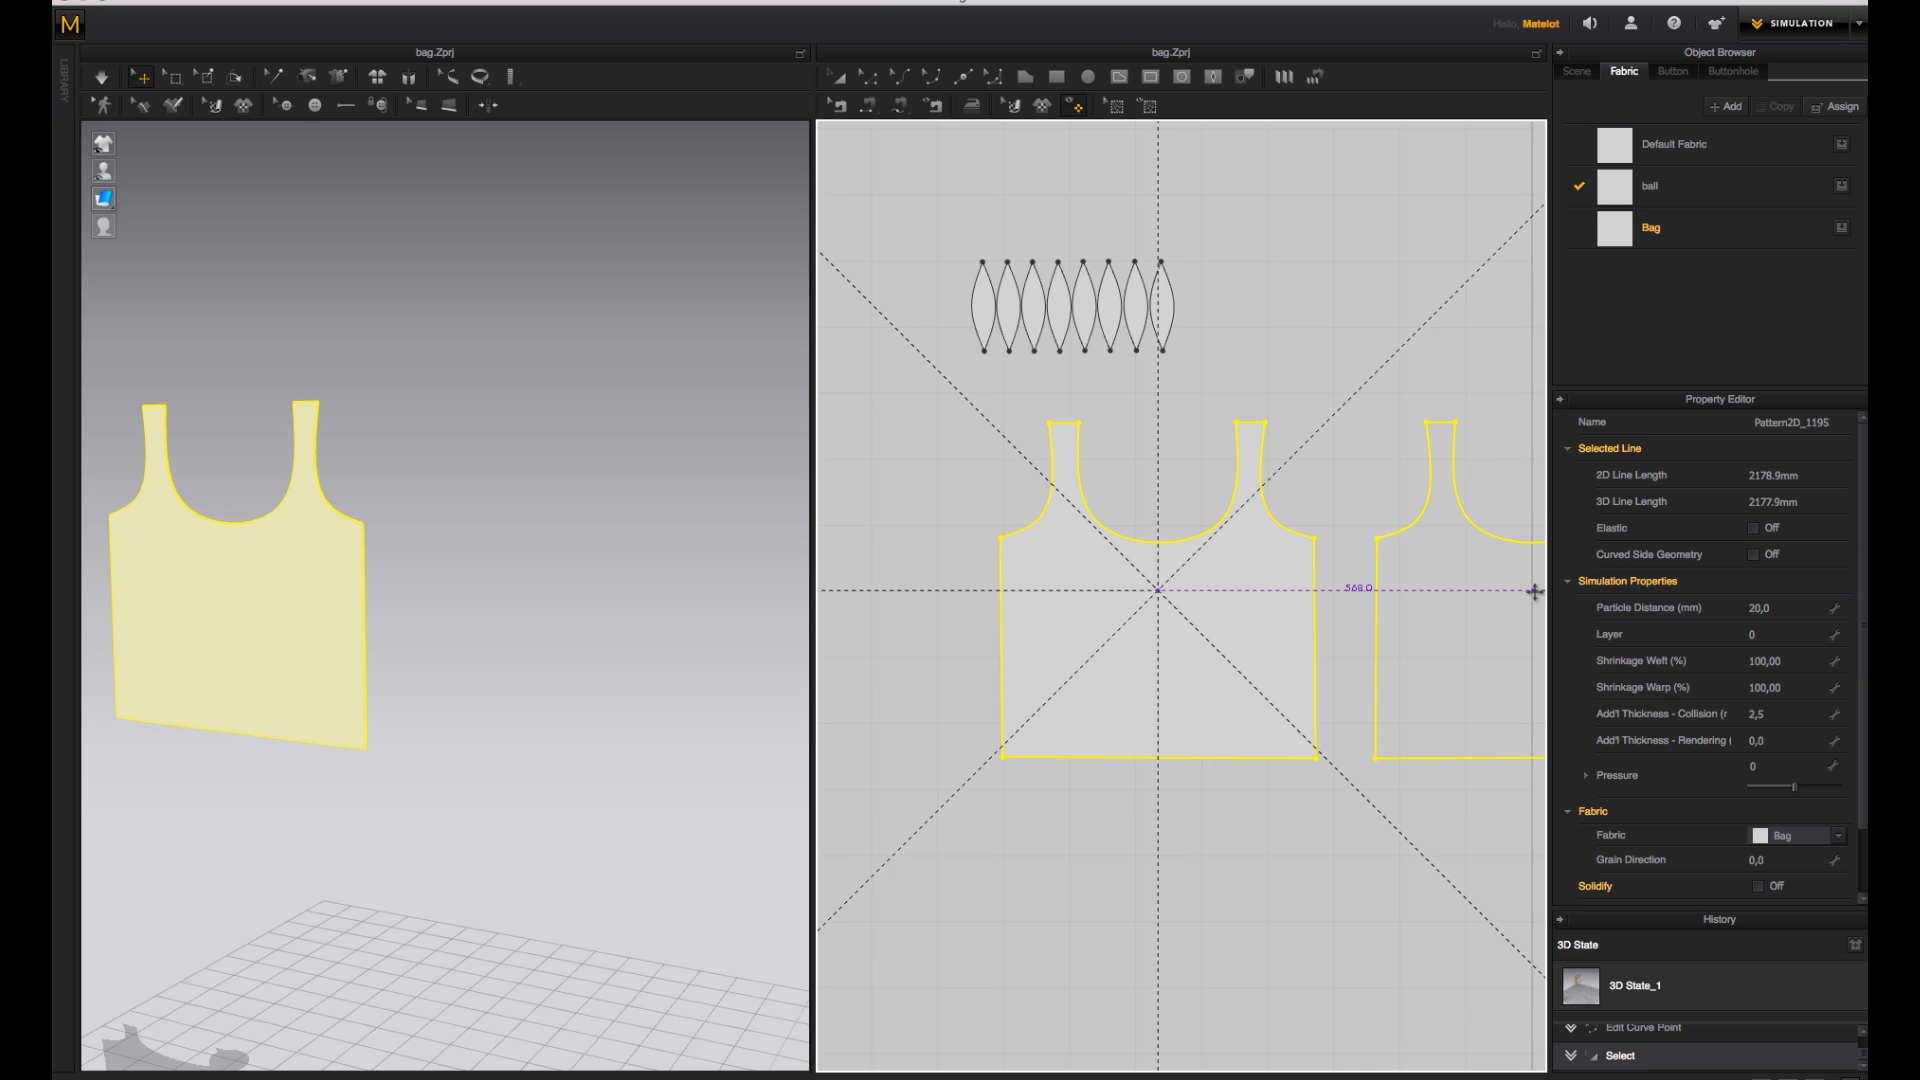 M
Hello, Matelot
SIMULATION
LIBRARY
bag.Zprj
bag.Zprj
Object Browser
Scene
Fabric
Button
Buttonhole
Add
Copy
Assign
Default Fabric
ball
Bag
568.0
Property Editor
Name Pattern2D_1195
Selected Line
2D Line Length 2178.9mm
3D Line Length 2177.9mm
Elastic Off
Curved Side Geometry Off
Simulation Properties
Particle Distance (mm) 20,0
Layer 0
Shrinkage Weft (%) 100,00
Shrinkage Warp (%) 100,00
Add'l Thickness - Collision (r 2,5
Add'l Thickness - Rendering ( 0,0
Pressure 0
Fabric
Fabric Bag
Grain Direction 0,0
Solidify Off
History
3D State
3D State_1
Edit Curve Point
Select